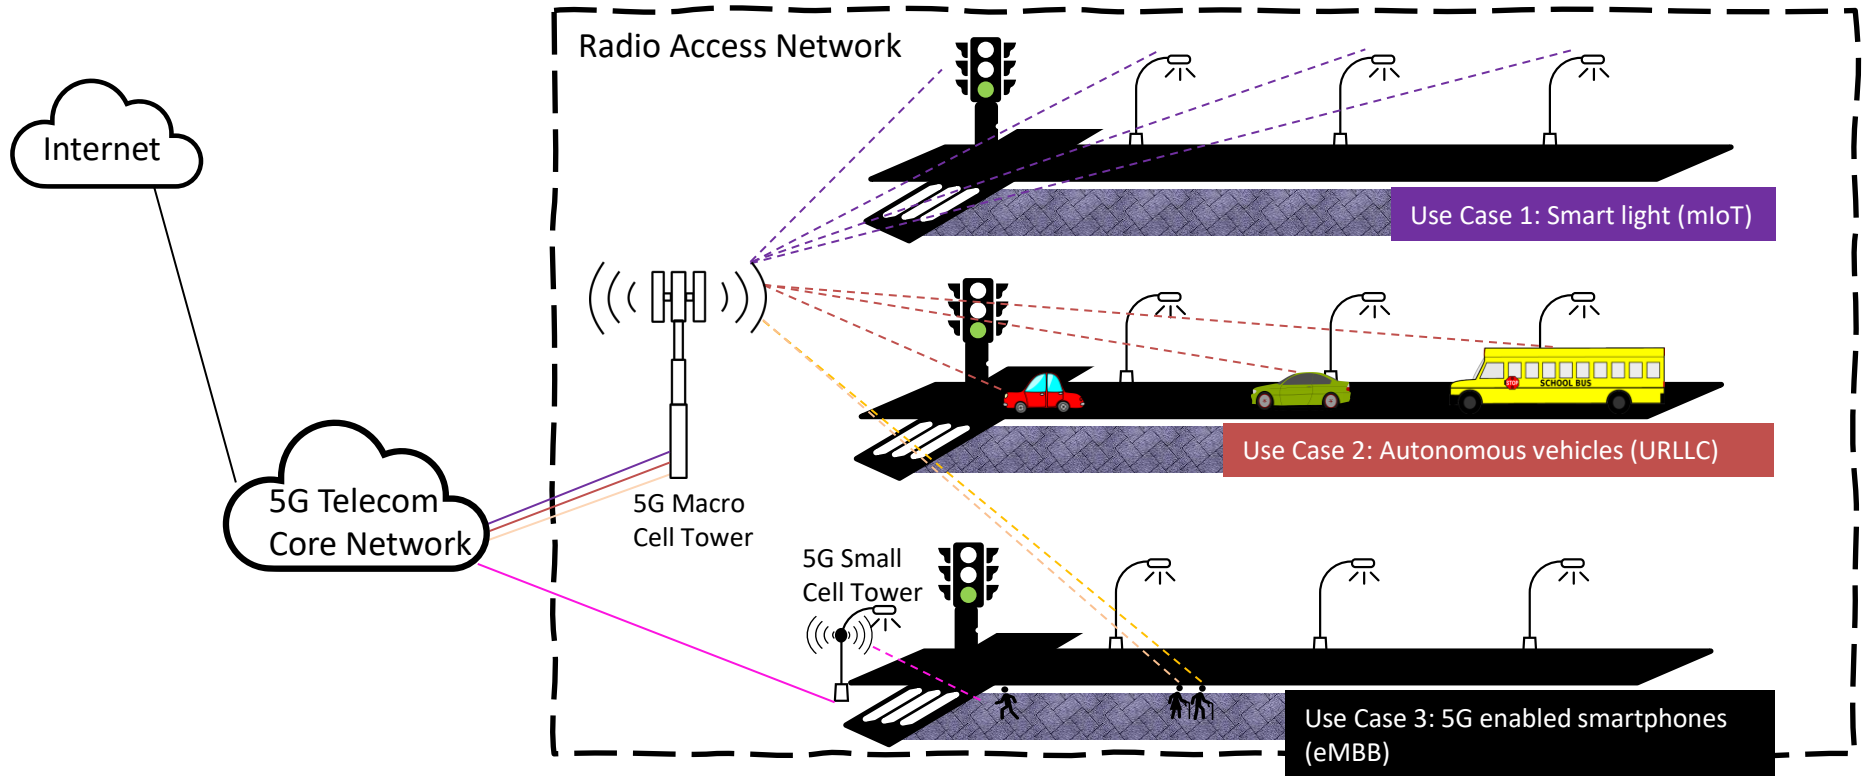 Radio Access Network
Internet
Use Case 1: Smart light (mIoT)
STOP
SCHOOL BUS
Use Case 2: Autonomous vehicles (URLLC)
5G Telecom
Core Network
5G Macro
Cell Tower
5G Small
Cell Tower
Use Case 3: 5G enabled smartphones
(eMBB)